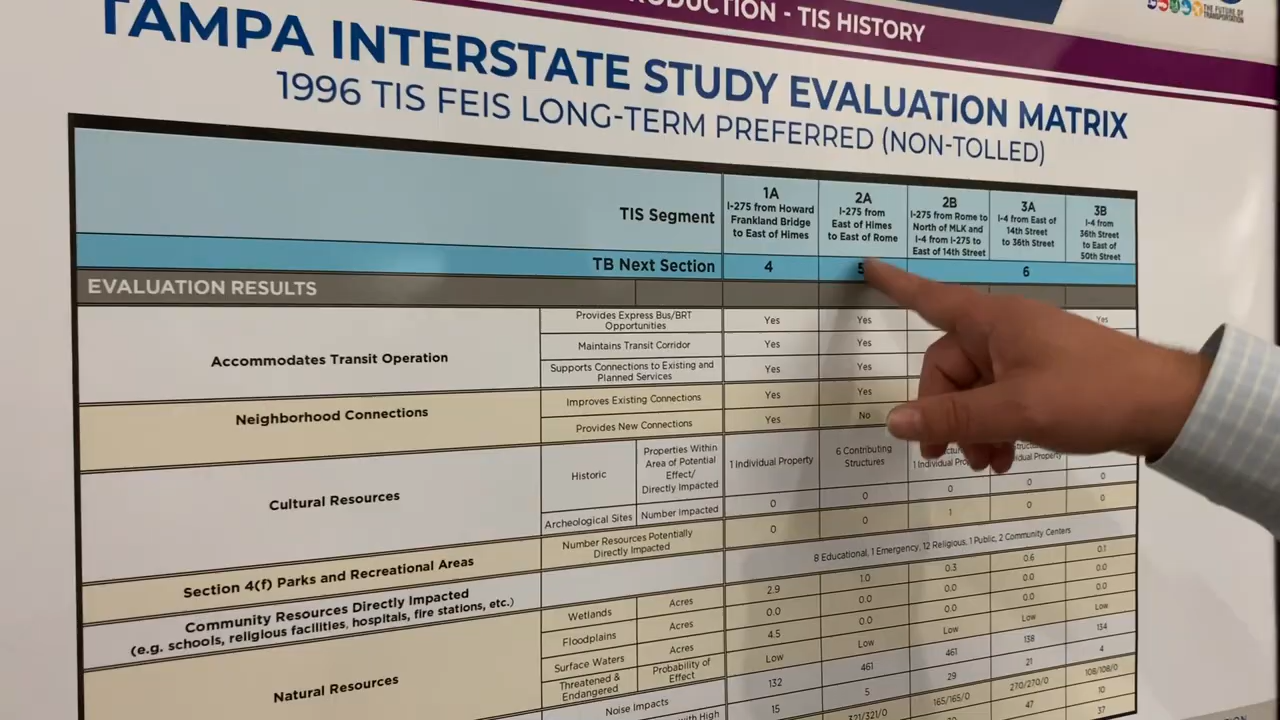 RODUCTION - TIS HISTORY
THE FUTURE OF
TRANSPORTATION
TAMPA INTERSTATE STUDY EVALUATION MATRIX
1996 TIS FEIS LONG-TERM PREFERRED (NON-TOLLED)
TIS Segment
1A
I-275 from Howard
Frankland Bridge
to East of Himes
2A
I-275 from
East of Himes
to East of Rome
2B
I-275 from Rome to
North of MLK and
I-4 from I-275 to
East of 14th Street
3A
I-4 from East of
14th Street
to 36th Street
3B
I-4 from
36th Street
to East of
50th Street
TB Next Section 4 5 6
EVALUATION RESULTS
Accommodates Transit Operation
Provides Express Bus/BRT
Opportunities
Yes Yes Yes
Maintains Transit Corridor Yes Yes
Supports Connections to Existing and
Planned Services
Yes Yes
Neighborhood Connections
Improves Existing Connections Yes Yes
Provides New Connections Yes No
Cultural Resources
Historic
Properties Within
Area of Potential
Effect/
Directly Impacted
1 Individual Property
6 Contributing
Structures
1 Individual
0 0 0 0 0
Archeological Sites Number Impacted 0 0 1 0 0
Section 4(f) Parks and Recreational Areas
Number Resources Potentially
Directly Impacted
8 Educational, 1 Emergency, 12 Religious, 1 Public, 2 Community Centers
Community Resources Directly Impacted
(e.g. schools, religious facilities, hospitals, fire stations, etc.)
Natural Resources
Wetlands Acres 2.9 1.0 0.3 0.6 0.1
Floodplains Acres 0.0 0.0 0.0 0.0 0.0
Surface Waters Acres 4.5 0.0 0.0 0.0 0.0
Threatened &
Endangered
Probability of
Effect
Low Low Low Low Low
Noise Impacts 132 461 461 138 134
with High 15 5 29 21 4
321/321/0 165/165/0 270/270/0 108/108/0
47 10
37